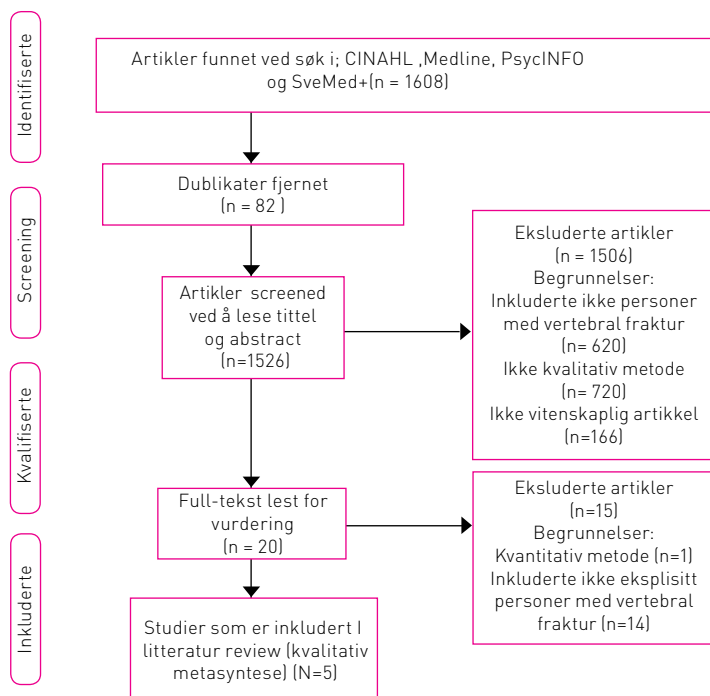 Identifiserte
Artikler funnet ved søk i; CINAHL ,Medline, PsycINFO
og SveMed+(n = 1608)
Dublikater fjernet
(n = 82 )
Screening
Artikler screened
ved å lese tittel
og abstract
(n=1526)
Eksluderte artikler
(n = 1506)
Begrunnelser:
Inkluderte ikke personer
med vertebral fraktur
(n= 620)
Ikke kvalitativ metode
(n= 720)
Ikke vitenskaplig artikkel
(n=166)
Kvalifiserte
Full-tekst lest for
vurdering
(n = 20)
Eksluderte artikler
(n=15)
Begrunnelser:
Kvantitativ metode (n=1)
Inkluderte ikke eksplisitt
personer med vertebral
fraktur (n=14)
Inkluderte
Studier som er inkludert I
litteratur review (kvalitativ
metasyntese) (N=5)